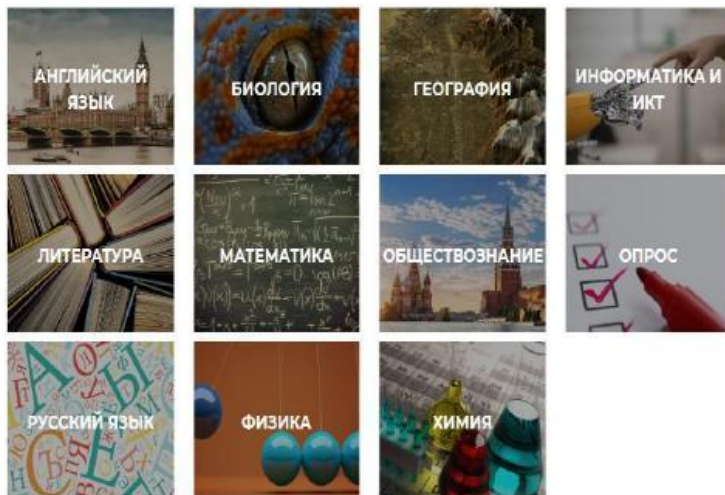 АНГЛИЙСКИЙ
ЯЗЫК
БИОЛОГИЯ
ГЕОГРАФИЯ
ИНФОРМАТИКА И
ИКТ
ЛИТЕРАТУРА
МАТЕМАТИКА
ОБЩЕСТВОЗНАНИЕ
ОПРОС
РУССКИЙ ЯЗЫК
ФИЗИКА
ХИМИЯ